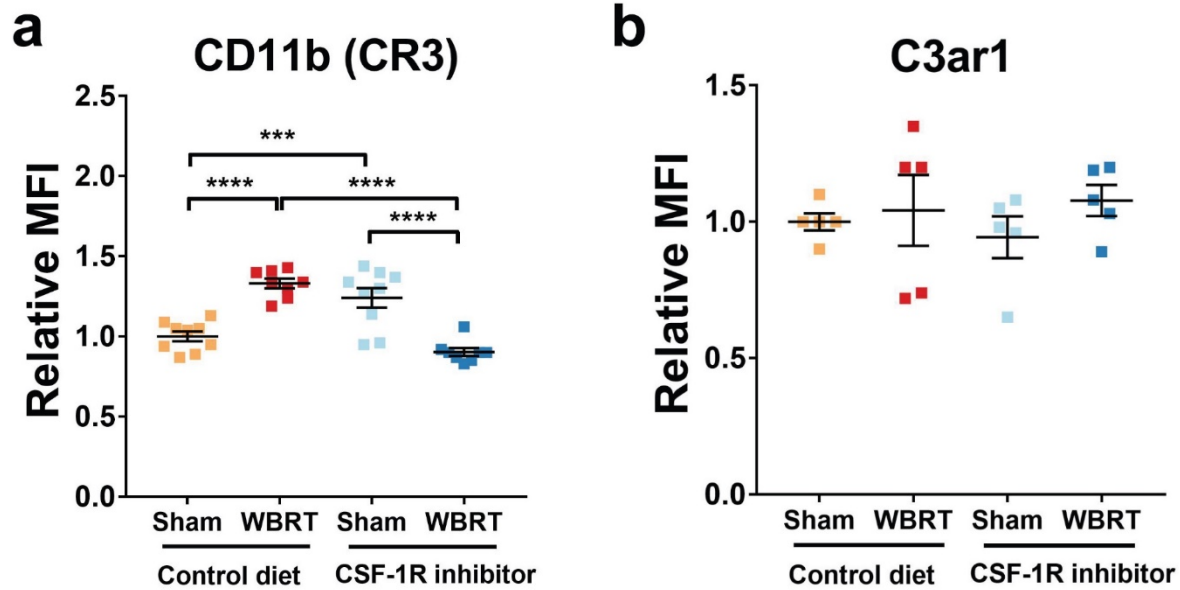 a
CD11b (CR3)
Relative MFI
2.5
2.0
1.5
1.0
0.5
0.0
***
****
****
****
Sham WBRT Sham WBRT
Control diet CSF-1R inhibitor
b
C3ar1
Relative MFI
1.5
1.0
0.5
0.0
Sham WBRT Sham WBRT
Control diet CSF-1R inhibitor